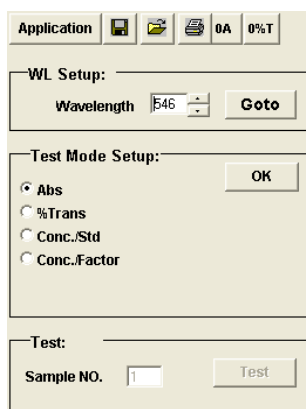 Application 0A 0%T
WL Setup:
Wavelength 546 Goto
Test Mode Setup:
OK
Abs
%Trans
Conc./Std
Conc./Factor
Test:
Sample NO. 1 Test